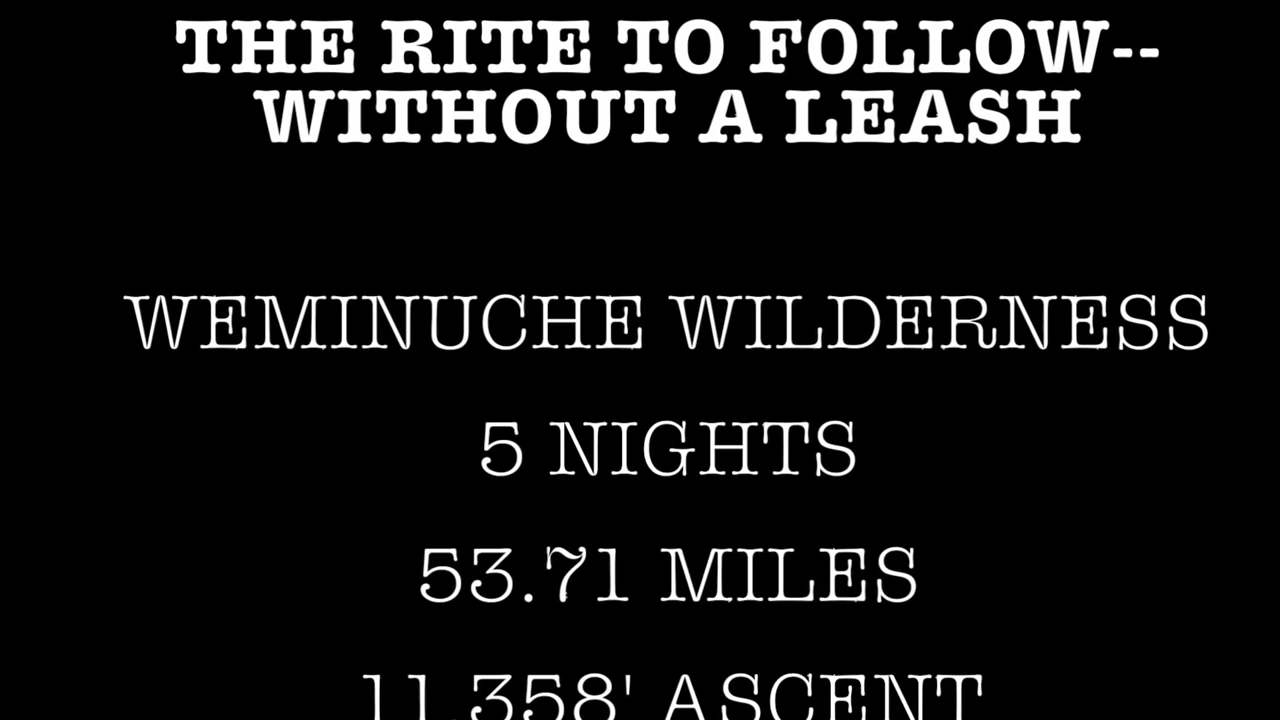 THE RITE TO FOLLOW--
WITHOUT A LEASH
WEMINUCHE WILDERNESS
5 NIGHTS
53.71 MILES
11,358' ASCENT